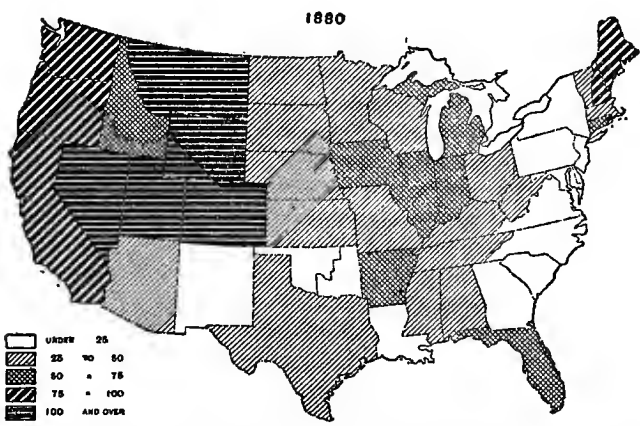 1880
UNDER 25
25 TO 50
50 " 75
75 " 100
100 AND OVER